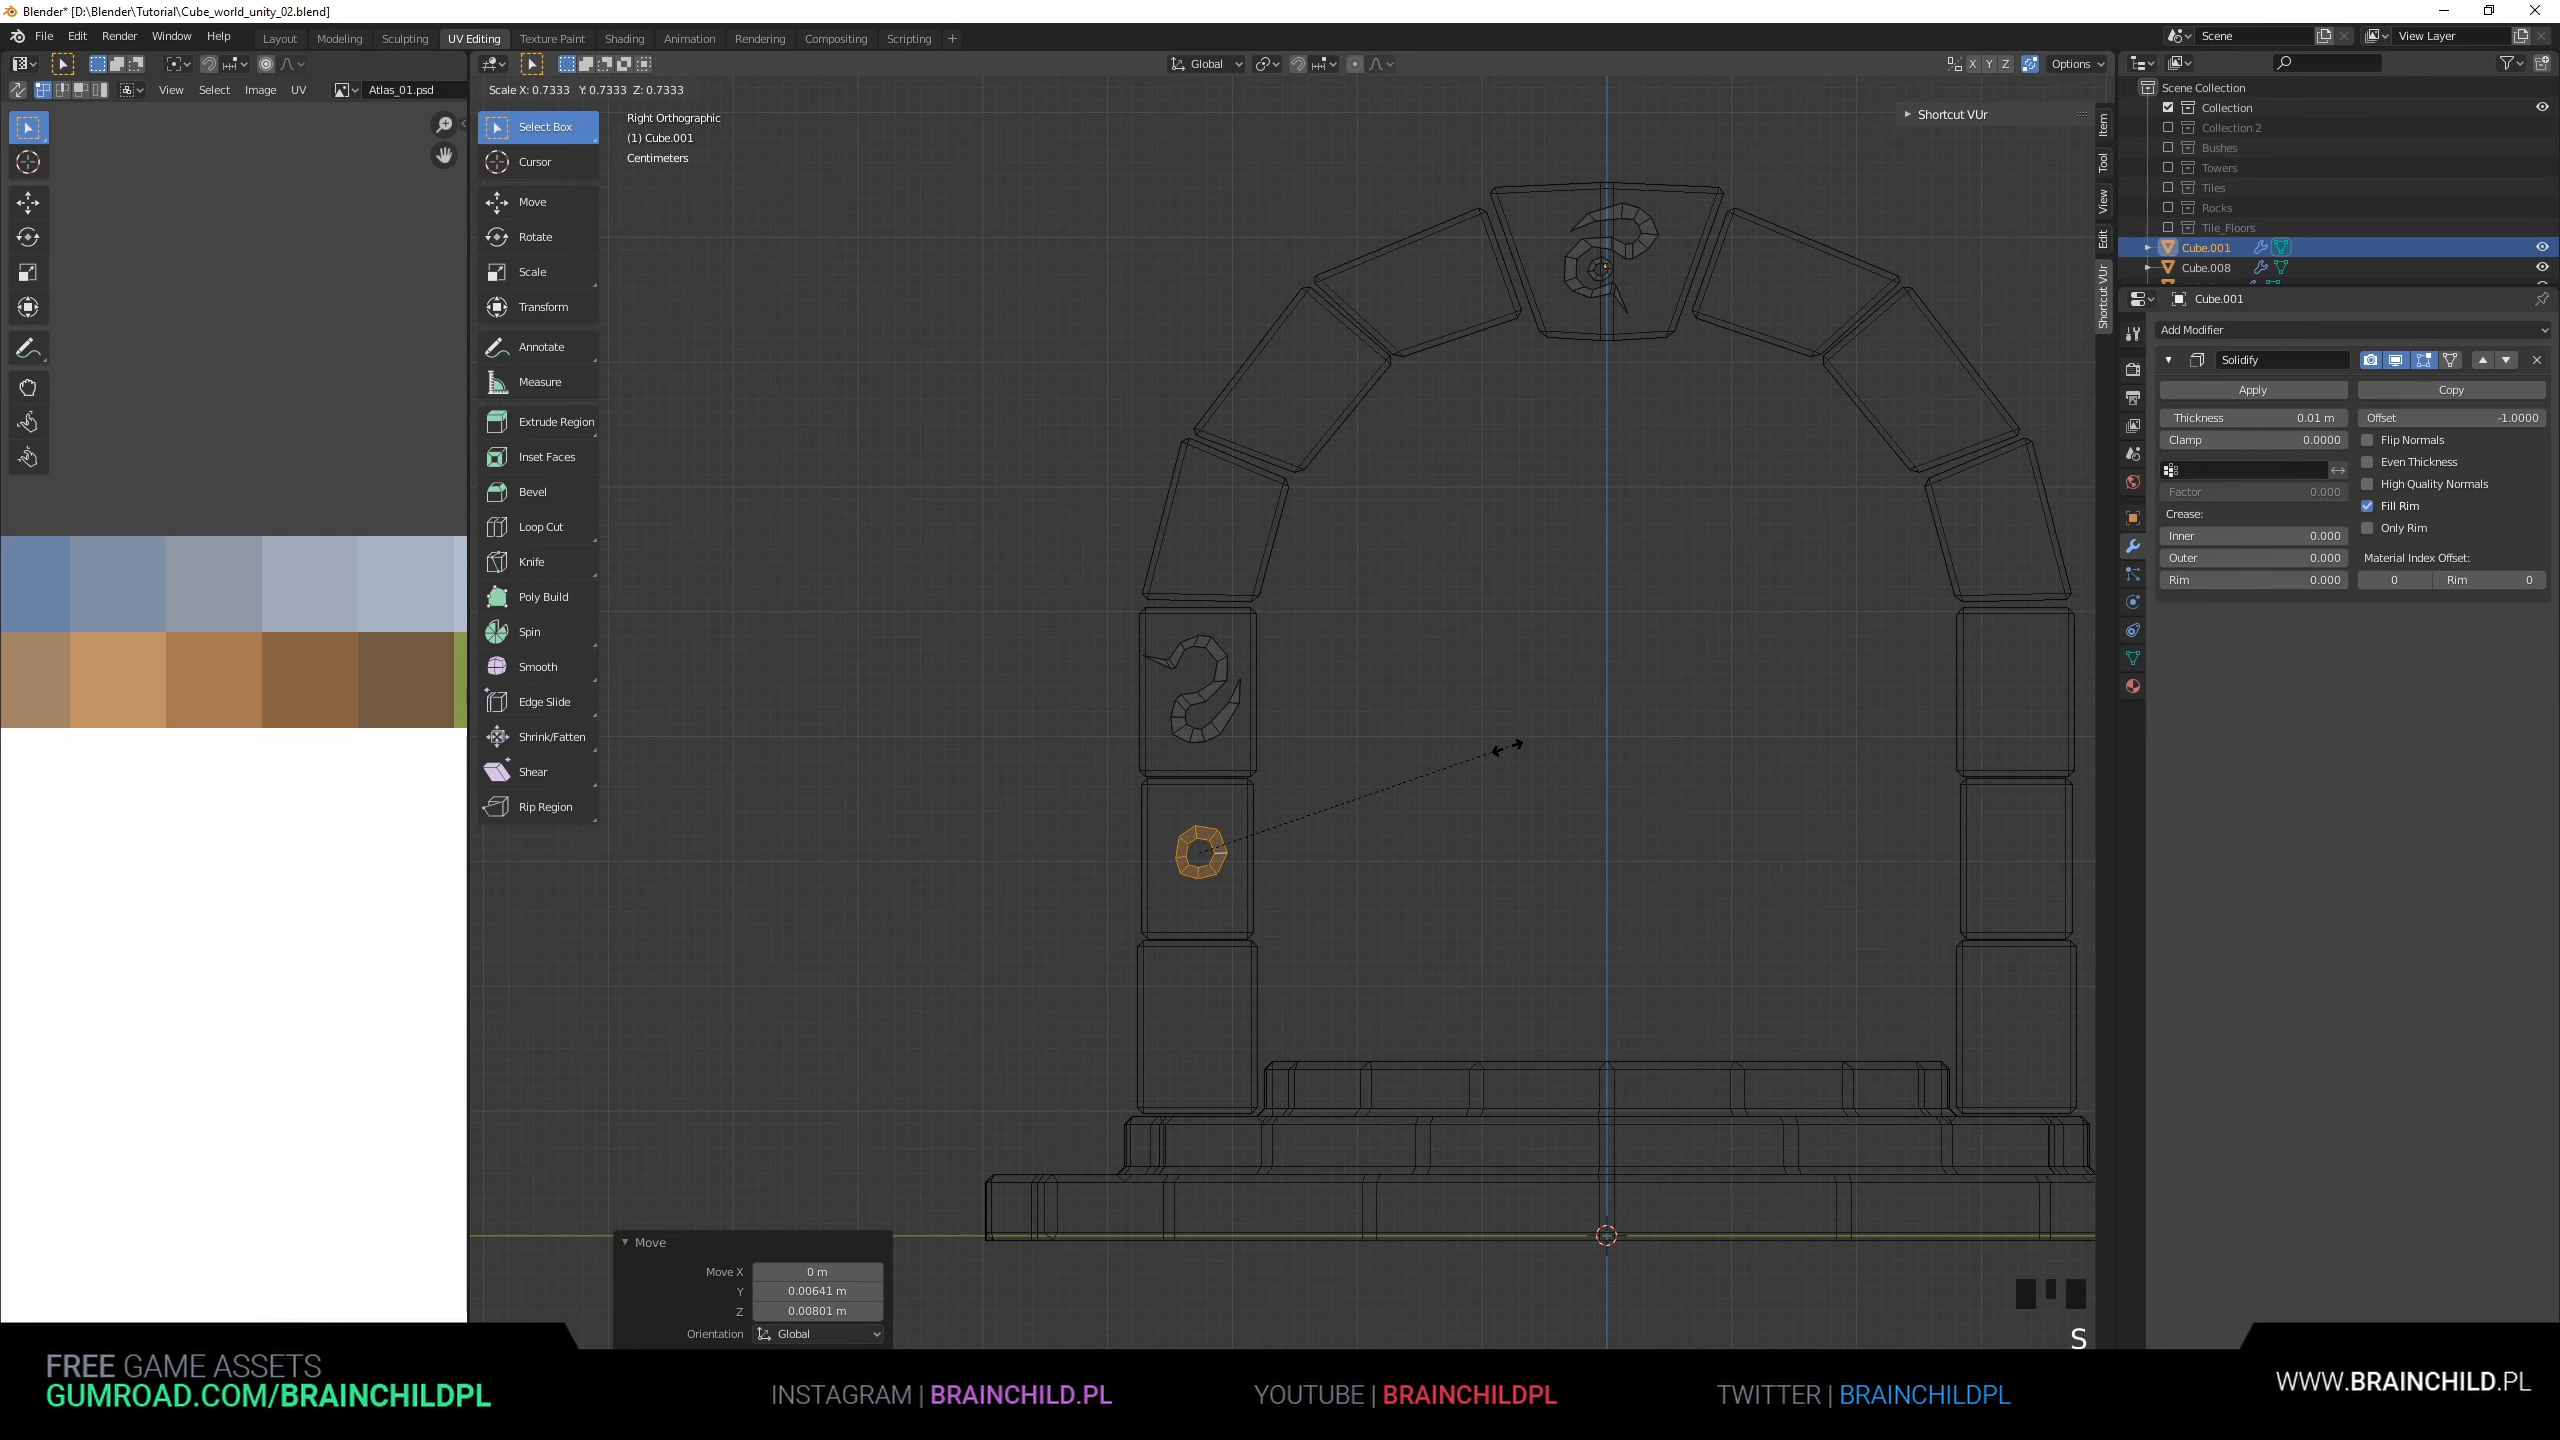 Blender* [D:\Blender\Tutorial\Cube_world_unity_02.blend]
File Edit Render Window Help Layout Modeling Sculpting UV Editing Texture Paint Shading Animation Rendering Compositing Scripting +
Scene View Layer
Global X Y Z Options
View Select Image UV Atlas_01.psd
Scale X: 0.7333 Y: 0.7333 Z: 0.7333
Right Orthographic
(1) Cube.001
Centimeters
Shortcut VUr
Select Box
Cursor
Move
Rotate
Scale
Transform
Annotate
Measure
Extrude Region
Inset Faces
Bevel
Loop Cut
Knife
Poly Build
Spin
Smooth
Edge Slide
Shrink/Fatten
Shear
Rip Region
Item
Tool
View
Edit
Shortcut VUr
Scene Collection
Collection
Collection 2
Bushes
Towers
Tiles
Rocks
Tile_Floors
Cube.001
Cube.008
Cube.001
Add Modifier
Solidify
Apply Copy
Thickness 0.01 m Offset -1.0000
Clamp 0.0000 Flip Normals
Even Thickness
Factor 0.000 High Quality Normals
Crease: Fill Rim
Only Rim
Inner 0.000
Outer 0.000 Material Index Offset:
Rim 0.000 0 Rim 0
Move
Move X 0 m
Y 0.00641 m
Z 0.00801 m
Orientation Global
S
FREE GAME ASSETS
GUMROAD.COM/BRAINCHILDPL
INSTAGRAM | BRAINCHILD.PL
YOUTUBE | BRAINCHILDPL
TWITTER | BRAINCHILDPL
WWW.BRAINCHILD.PL